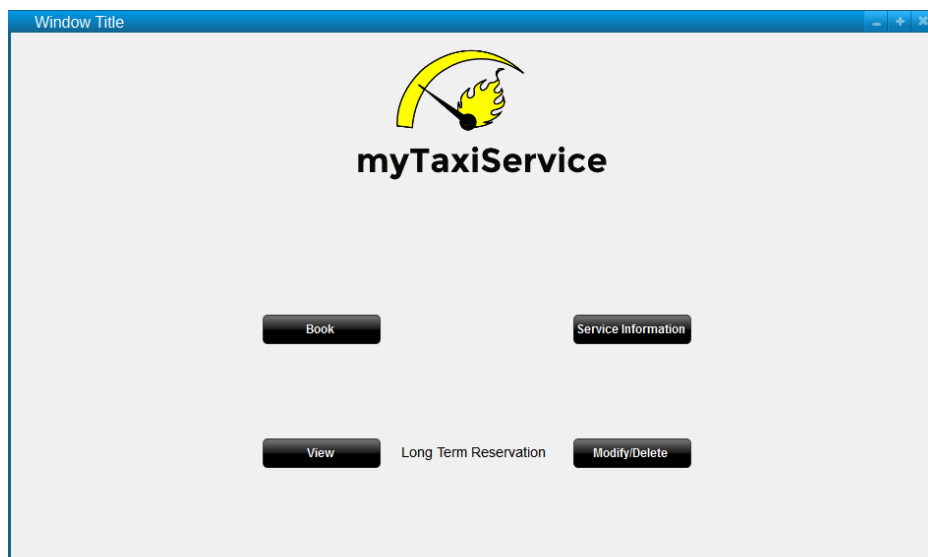 Window Title
myTaxiService
Book
Service Information
View
Long Term Reservation
Modify/Delete